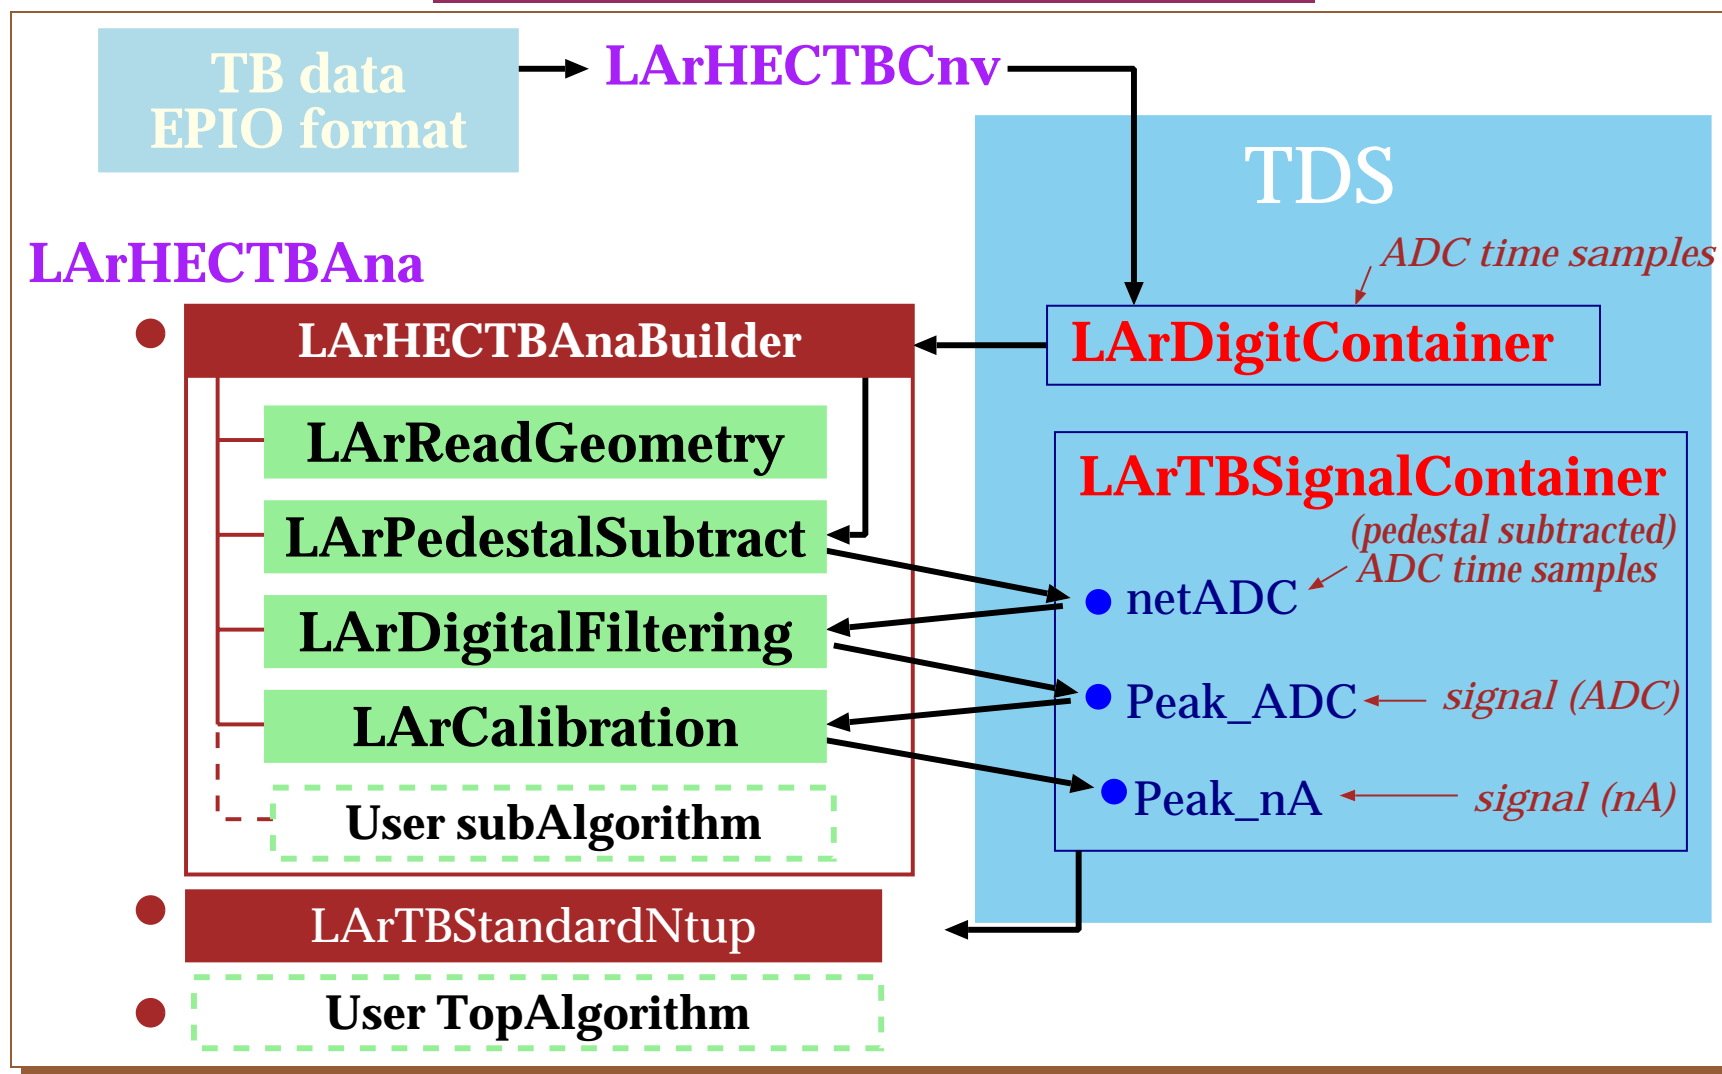 TB data
EPIO format
LArHECTBCnv
TDS
LArHECTBAna
ADC time samples
LArHECTBAnaBuilder
LArDigitContainer
LArReadGeometry
LArTBSignalContainer
(pedestal subtracted)
LArPedestalSubtract
ADC time samples
netADC
LArDigitalFiltering
Peak_ADC
signal (ADC)
LArCalibration
Peak_nA
signal (nA)
User subAlgorithm
LArTBStandardNtup
User TopAlgorithm